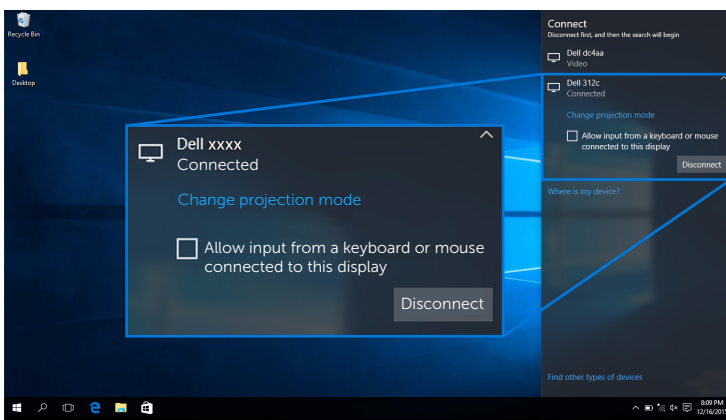 Recycle Bin
Desktop
Dell xxxx
Connected
Change projection mode
Allow input from a keyboard or mouse
connected to this display
Disconnect
Connect
Disconnect first, and then the search will begin
Dell dc4aa
Video
Dell 312c
Connected
Change projection mode
Allow input from a keyboard or mouse
connected to this display
Disconnect
Where is my device?
Find other types of devices
8:09 PM
12/16/201